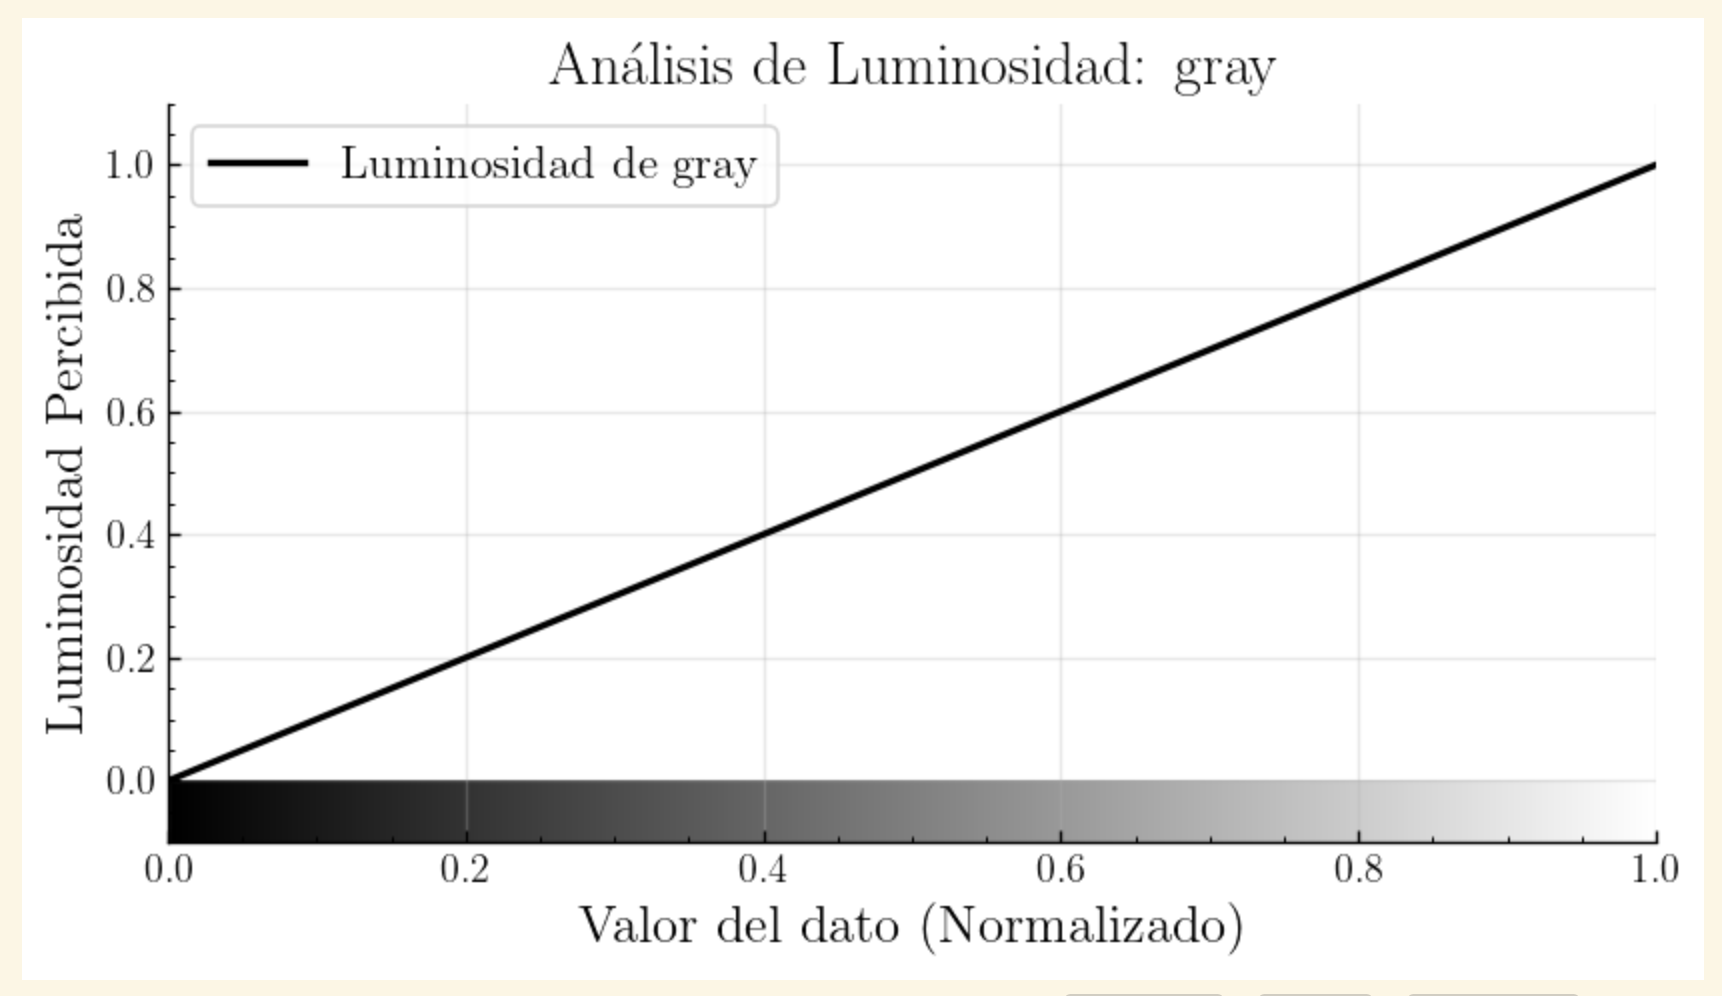 Análisis de Luminosidad: gray
Luminosidad de gray
Luminosidad Percibida
1.0
0.8
0.6
0.4
0.2
0.0
0.0 0.2 0.4 0.6 0.8 1.0
Valor del dato (Normalizado)